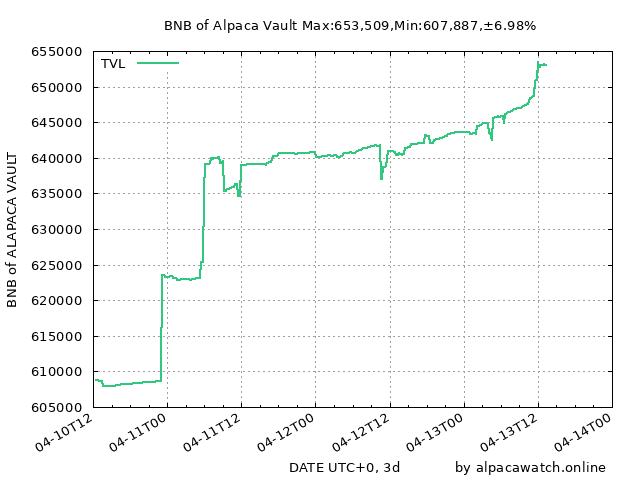 BNB of Alpaca Vault Max:653,509,Min:607,887,±6.98%
TVL
655000
650000
645000
640000
635000
630000
625000
620000
615000
610000
605000
BNB of ALAPACA VAULT
04-10T12
04-11T00
04-11T12
04-12T00
04-12T12
04-13T00
04-13T12
04-14T00
DATE UTC+0, 3d
by alpacawatch.online